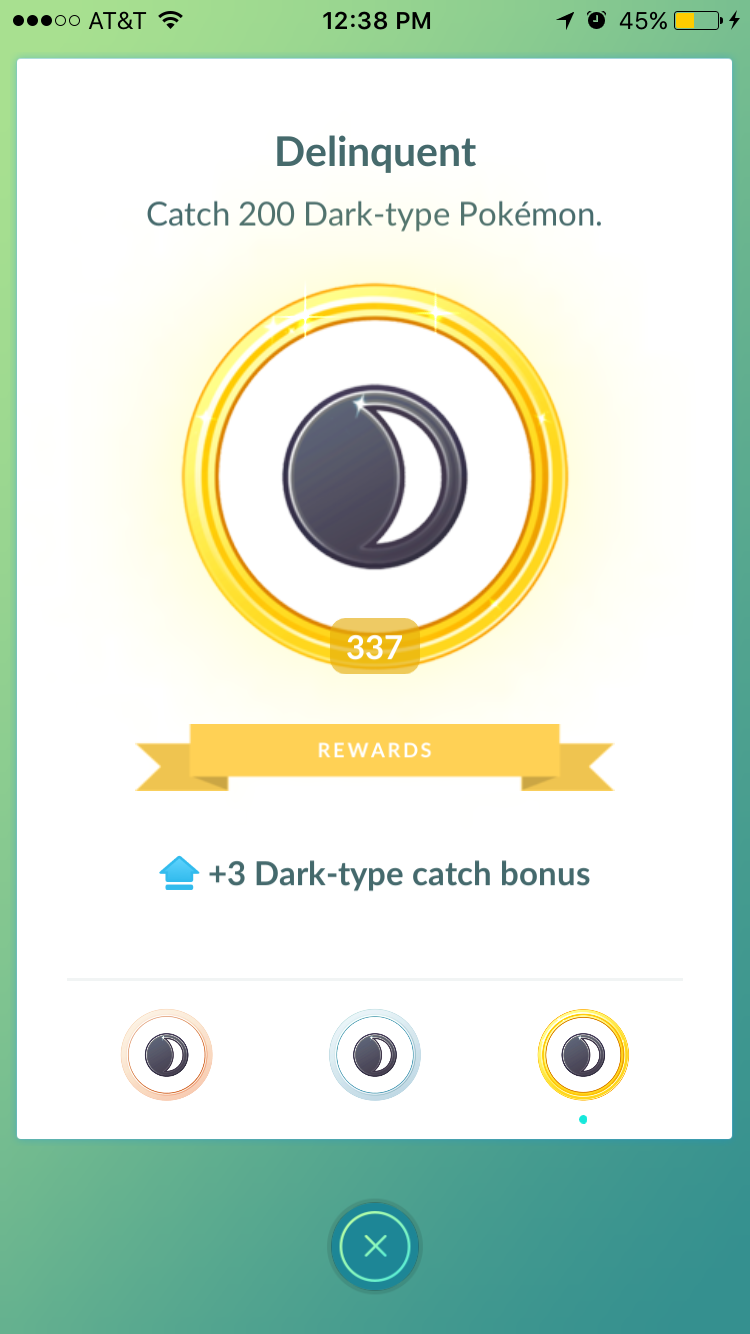 AT&T 12:38 PM 45%
Delinquent
Catch 200 Dark-type Pokémon.
337
REWARDS
+3 Dark-type catch bonus